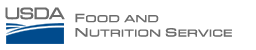 USDA
FOOD AND
NUTRITION SERVICE